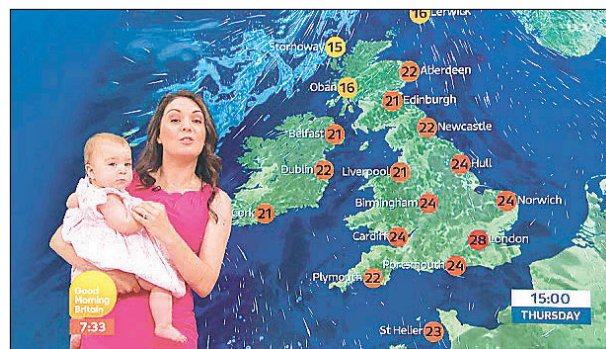 16
Lerwick
Stornoway 15
22 Aberdeen
Oban 16
21 Edinburgh
Belfast 21
22 Newcastle
Dublin 22
Liverpool 21
24 Hull
Birmingham 24
24 Norwich
Cork 21
Cardiff 24
28 London
Portsmouth 24
Plymouth 22
Good
Morning
Britain
7:33
15:00
THURSDAY
St Helier 23